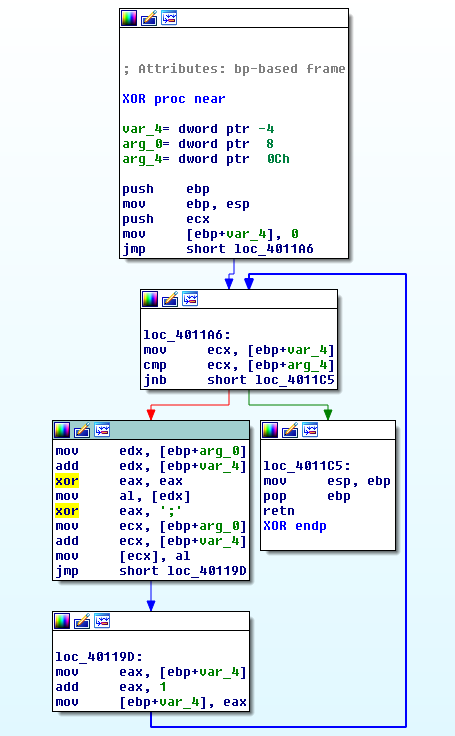 ; Attributes: bp-based frame
XOR proc near
var_4= dword ptr -4
arg_0= dword ptr  8
arg_4= dword ptr  0Ch
push    ebp
mov     ebp, esp
push    ecx
mov     [ebp+var_4], 0
jmp     short loc_4011A6
loc_4011A6:
mov     ecx, [ebp+var_4]
cmp     ecx, [ebp+arg_4]
jnb     short loc_4011C5
mov     edx, [ebp+arg_0]
add     edx, [ebp+var_4]
xor     eax, eax
mov     al, [edx]
xor     eax, ';'
mov     ecx, [ebp+arg_0]
add     ecx, [ebp+var_4]
mov     [ecx], al
jmp     short loc_40119D
loc_4011C5:
mov     esp, ebp
pop     ebp
retn
XOR endp
loc_40119D:
mov     eax, [ebp+var_4]
add     eax, 1
mov     [ebp+var_4], eax